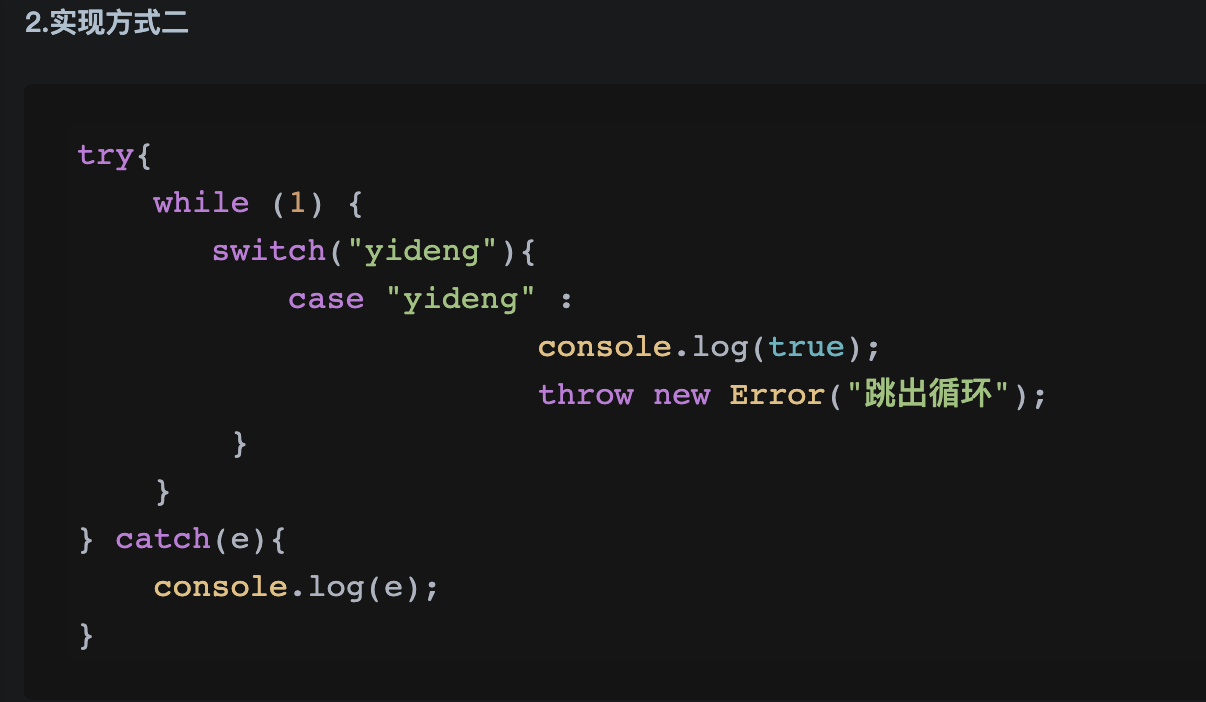 2.实现方式二
try{
    while (1) {
       switch("yideng"){
           case "yideng" :
                        console.log(true);
                        throw new Error("跳出循环");
        }
    }
} catch(e){
    console.log(e);
}